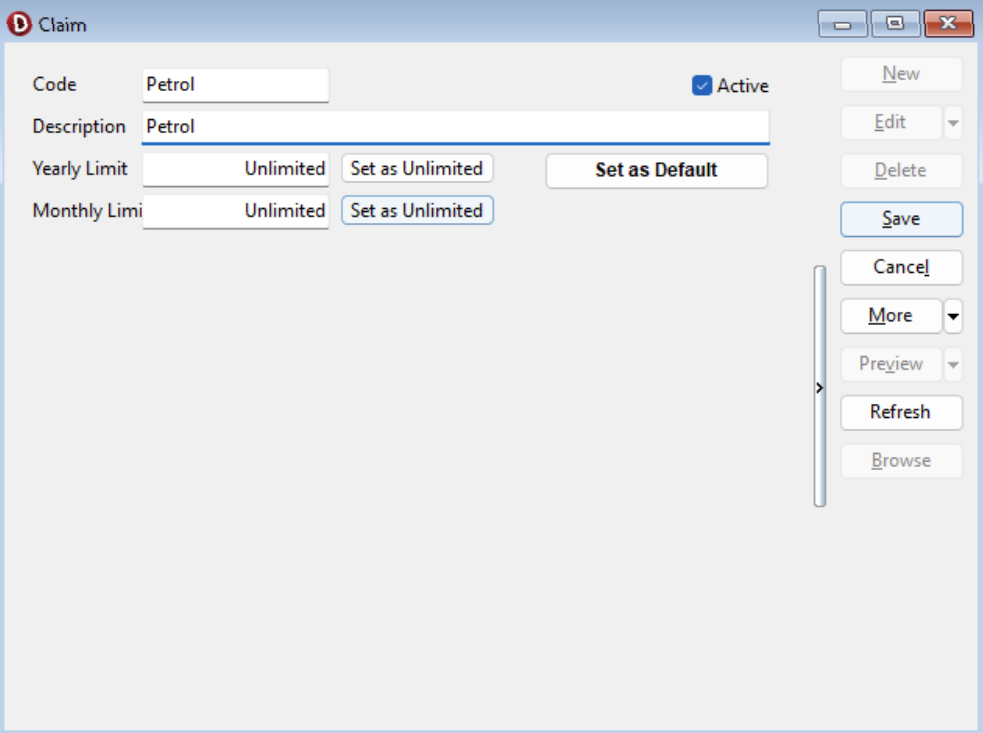 Claim
Code Petrol Active
Description Petrol
Yearly Limit Unlimited Set as Unlimited Set as Default
Monthly Limi Unlimited Set as Unlimited
New
Edit
Delete
Save
Cancel
More
Preview
Refresh
Browse